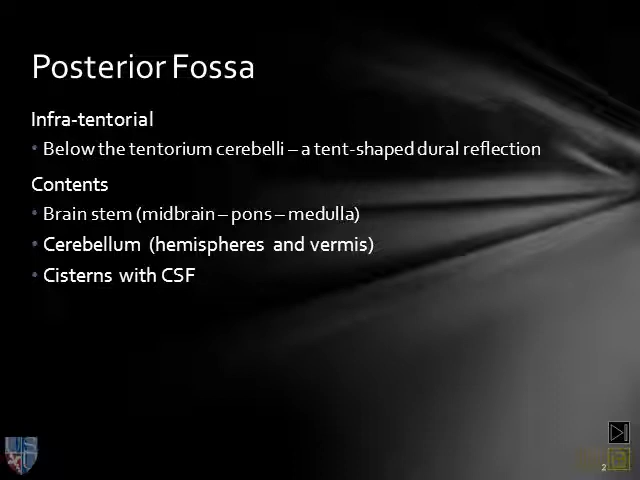 Posterior Fossa
Infra-tentorial
• Below the tentorium cerebelli – a tent-shaped dural reflection
Contents
• Brain stem (midbrain – pons – medulla)
• Cerebellum (hemispheres and vermis)
• Cisterns with CSF
2